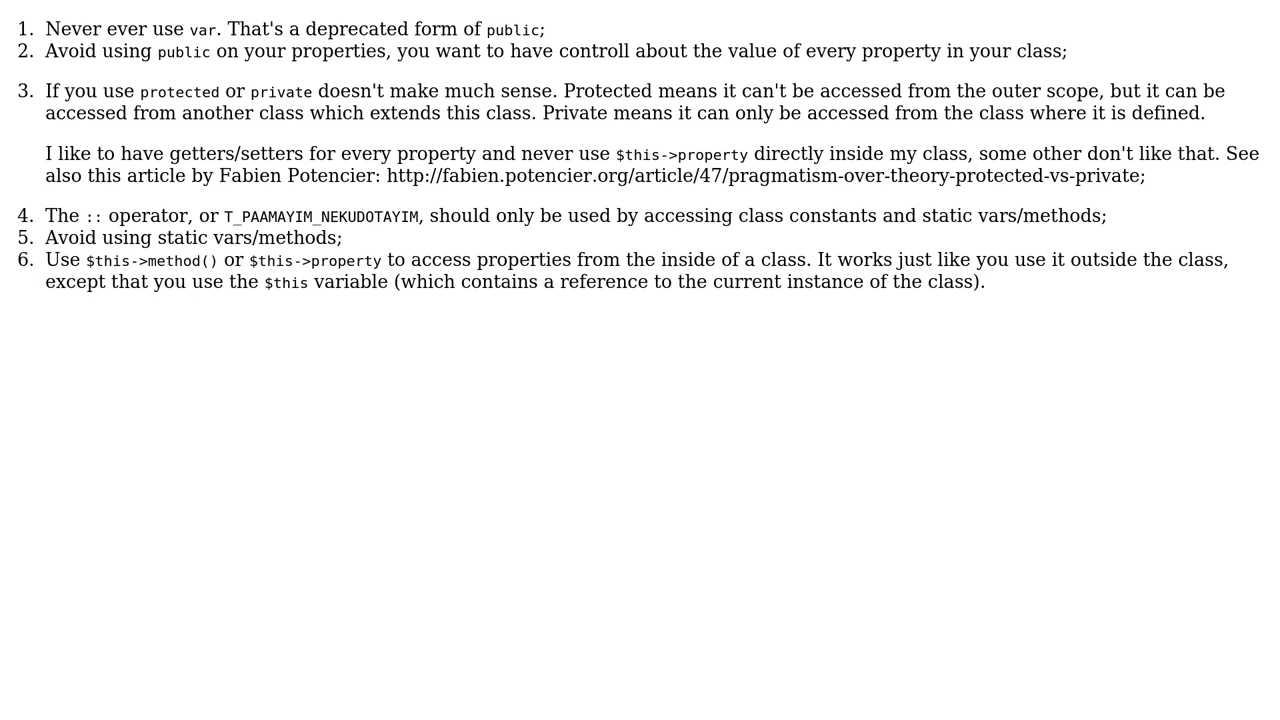 1. Never ever use var. That's a deprecated form of public;
2. Avoid using public on your properties, you want to have controll about the value of every property in your class;
3. If you use protected or private doesn't make much sense. Protected means it can't be accessed from the outer scope, but it can be
accessed from another class which extends this class. Private means it can only be accessed from the class where it is defined.
I like to have getters/setters for every property and never use $this->property directly inside my class, some other don't like that. See
also this article by Fabien Potencier: http://fabien.potencier.org/article/47/pragmatism-over-theory-protected-vs-private;
4. The :: operator, or T_PAAMAYIM_NEKUDOTAYIM, should only be used by accessing class constants and static vars/methods;
5. Avoid using static vars/methods;
6. Use $this->method() or $this->property to access properties from the inside of a class. It works just like you use it outside the class,
except that you use the $this variable (which contains a reference to the current instance of the class).